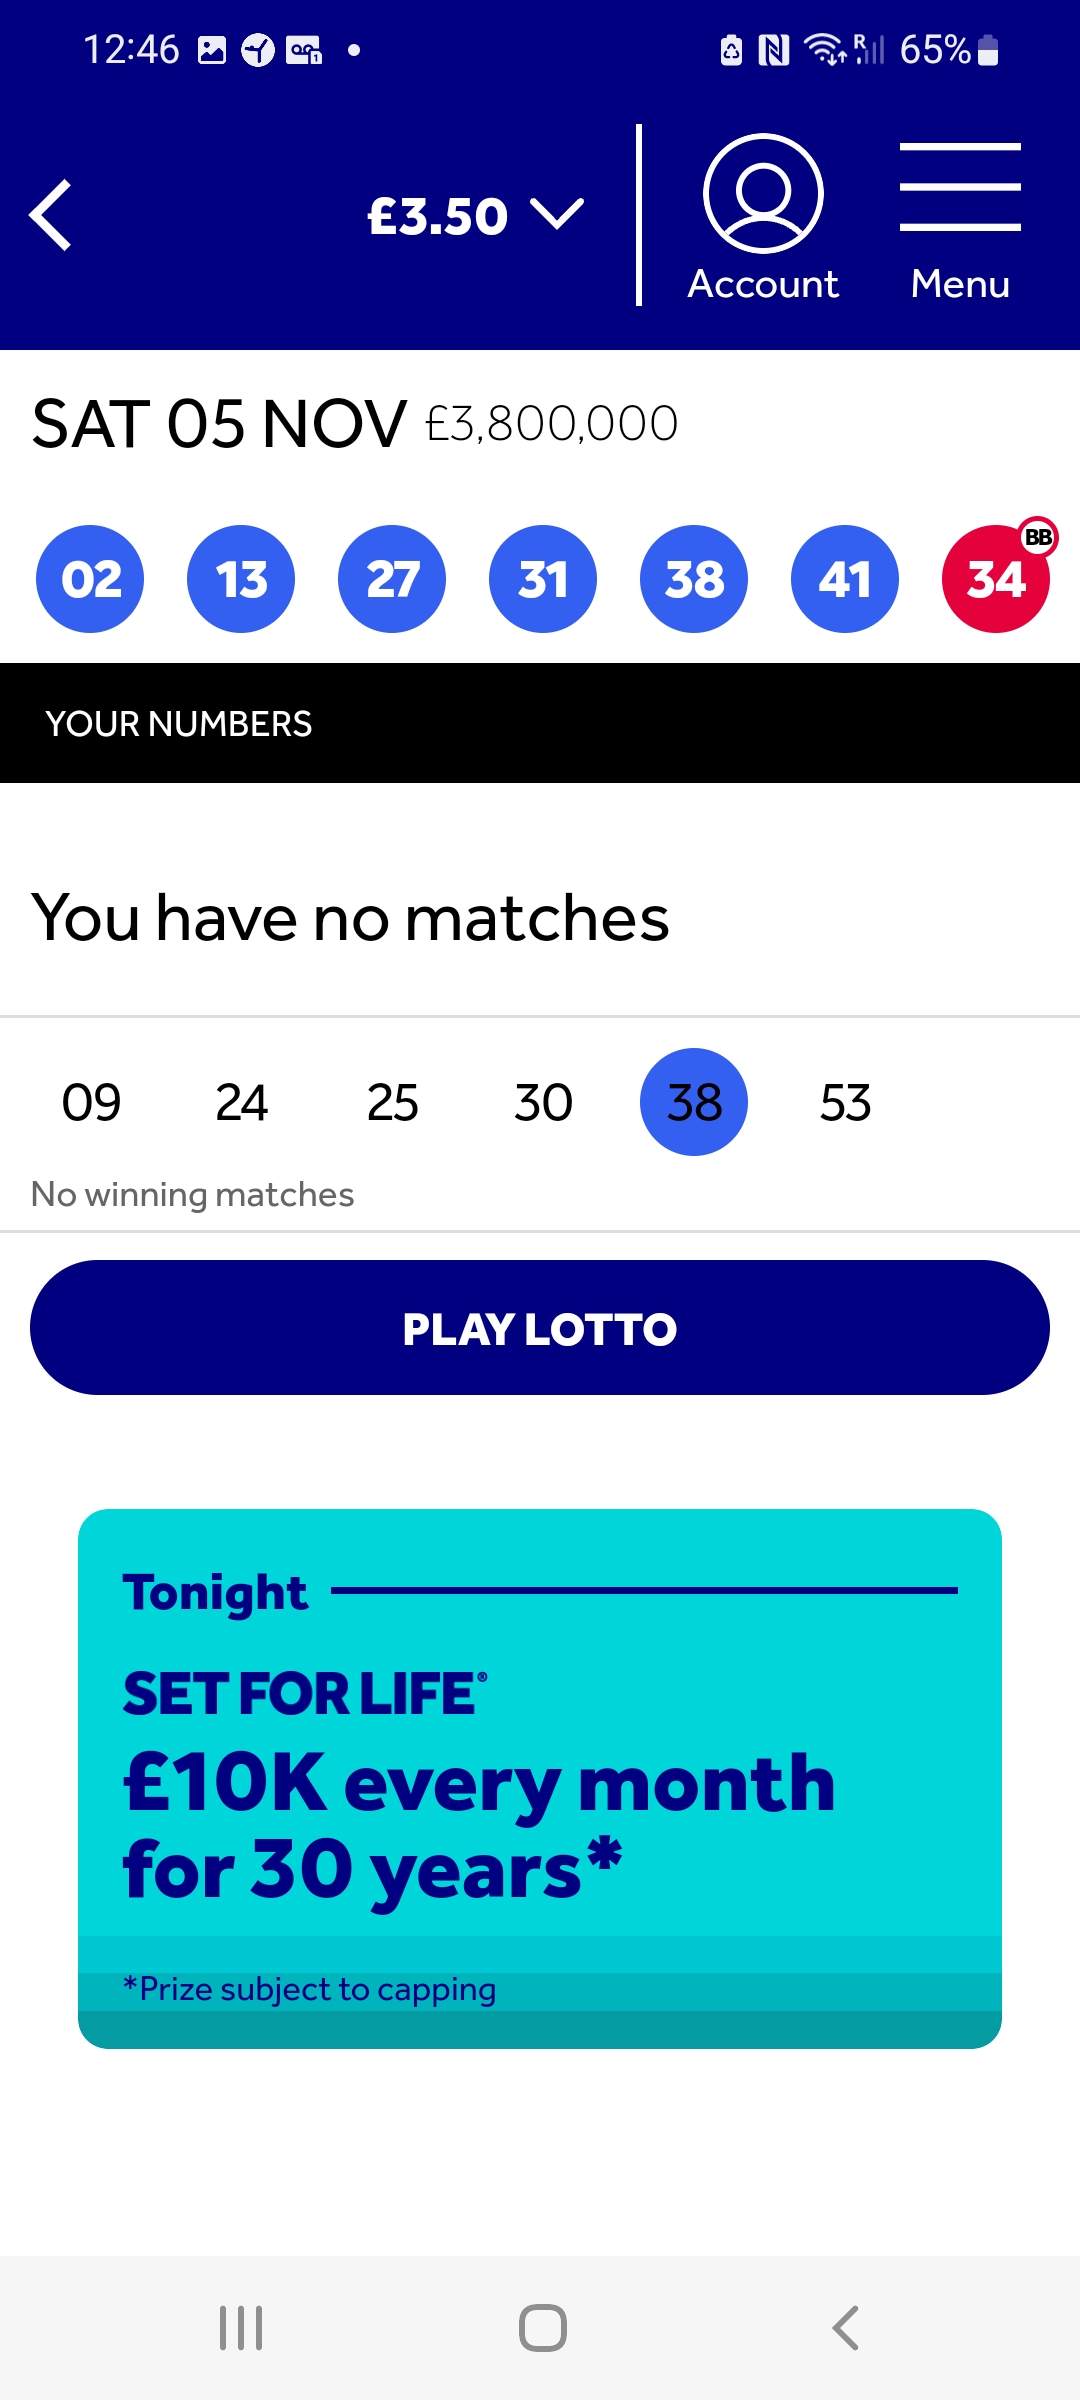 12:46 65%
£3.50
Account Menu
SAT 05 NOV £3,800,000
02 13 27 31 38 41 34 BB
YOUR NUMBERS
You have no matches
09 24 25 30 38 53
No winning matches
PLAY LOTTO
Tonight
SET FOR LIFE®
£10K every month
for 30 years*
*Prize subject to capping